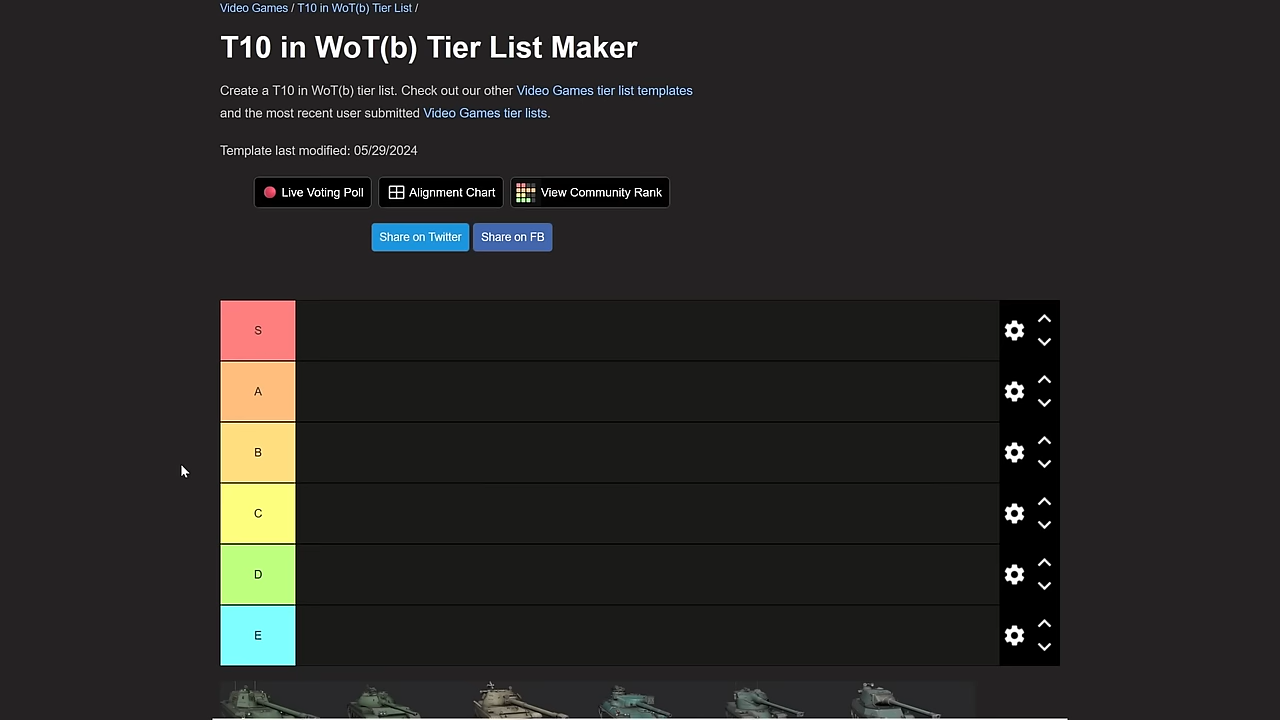 Video Games / T10 in WoT(b) Tier List /
T10 in WoT(b) Tier List Maker
Create a T10 in WoT(b) tier list. Check out our other Video Games tier list templates
and the most recent user submitted Video Games tier lists.
Template last modified: 05/29/2024
Live Voting Poll Alignment Chart View Community Rank
Share on Twitter Share on FB
S
A
B
C
D
E